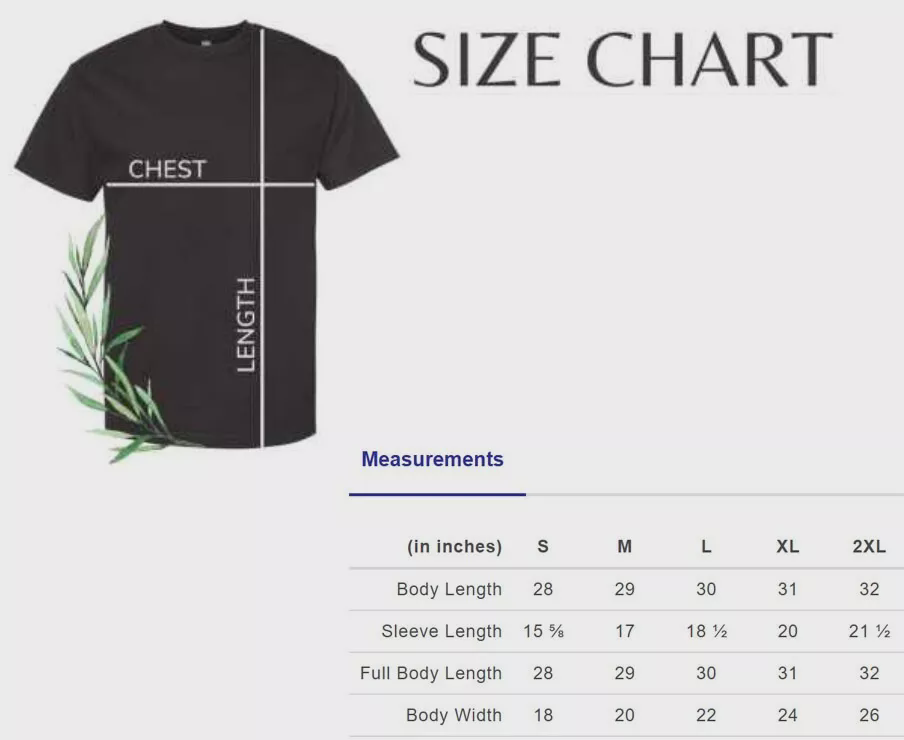 SIZE CHART
CHEST
LENGTH
Measurements
(in inches) S M L XL 2XL
Body Length 28 29 30 31 32
Sleeve Length 15 ⅝ 17 18 ½ 20 21 ½
Full Body Length 28 29 30 31 32
Body Width 18 20 22 24 26